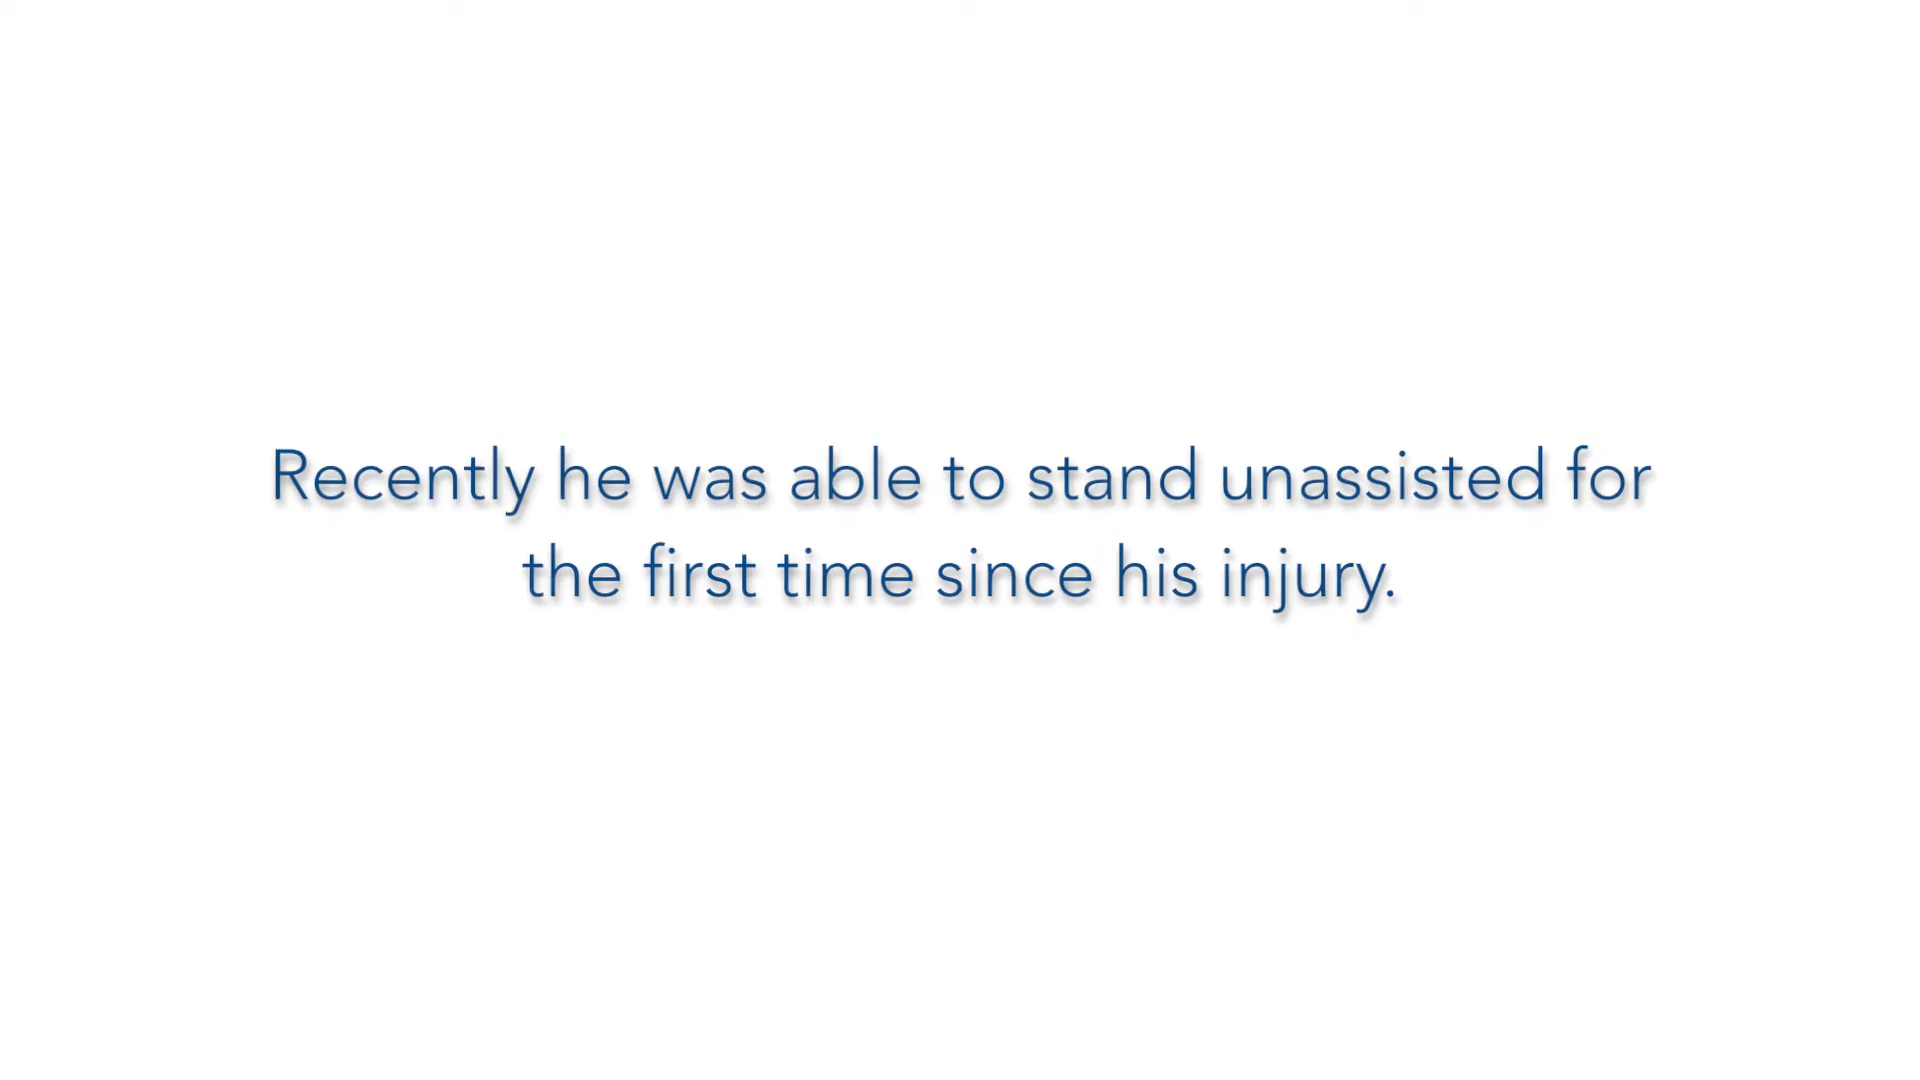 Recently he was able to stand unassisted for
the first time since his injury.